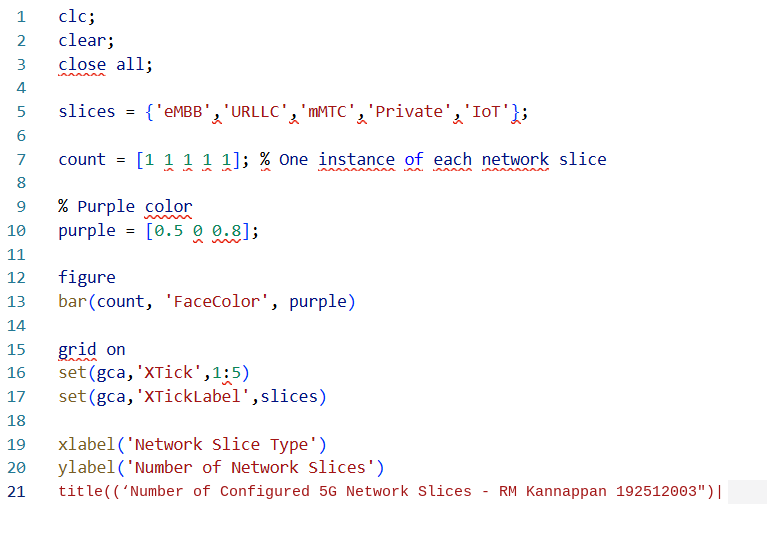 1 clc;
2 clear;
3 close all;
4
5 slices = {'eMBB','URLLC','mMTC','Private','IoT'};
6
7 count = [1 1 1 1 1]; % One instance of each network slice
8
9 % Purple color
10 purple = [0.5 0 0.8];
11
12 figure
13 bar(count, 'FaceColor', purple)
14
15 grid on
16 set(gca,'XTick',1:5)
17 set(gca,'XTickLabel',slices)
18
19 xlabel('Network Slice Type')
20 ylabel('Number of Network Slices')
21 title((‘Number of Configured 5G Network Slices - RM Kannappan 192512003")